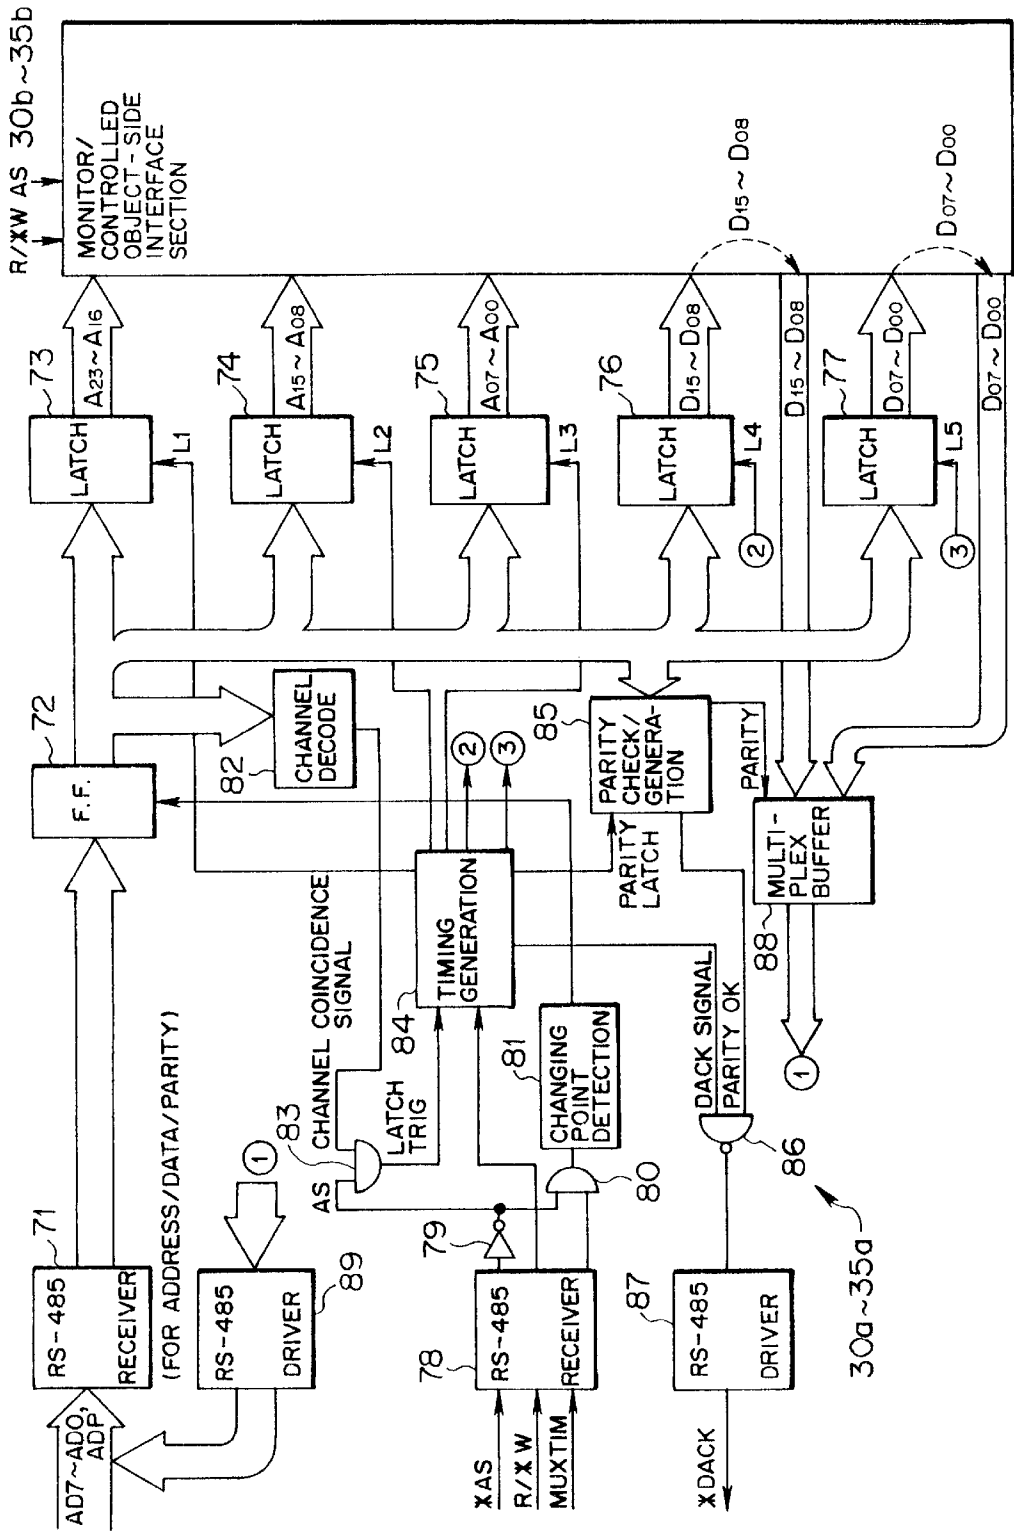 R/XW AS 30b~35b
MONITOR/
CONTROLLED
OBJECT-SIDE
INTERFACE
SECTION
73
LATCH
A23~A16
L1
74
LATCH
A15~A08
L2
75
LATCH
A07~A00
L3
76
LATCH
D15~D08
L4
2
D15~D08
D15~D08
77
LATCH
D07~D00
L5
3
D07~D00
D07~D00
72
F.F.
82
CHANNEL
DECODE
2
3
85
PARITY
CHECK/
GENERA-
TION
PARITY
PARITY
LATCH
88
MULTI-
PLEX
BUFFER
1
84
TIMING
GENERATION
CHANNEL COINCIDENCE
SIGNAL
83
AS
LATCH
TRIG
81
CHANGING
POINT
DETECTION
80
79
DACK SIGNAL
PARITY OK
86
71
RS-485
RECEIVER
(FOR ADDRESS/DATA/PARITY)
AD7~AD0,
ADP
1
89
RS-485
DRIVER
78
RS-485
RECEIVER
XAS
R/XW
MUXTIM
87
RS-485
DRIVER
XDACK
30a~35a